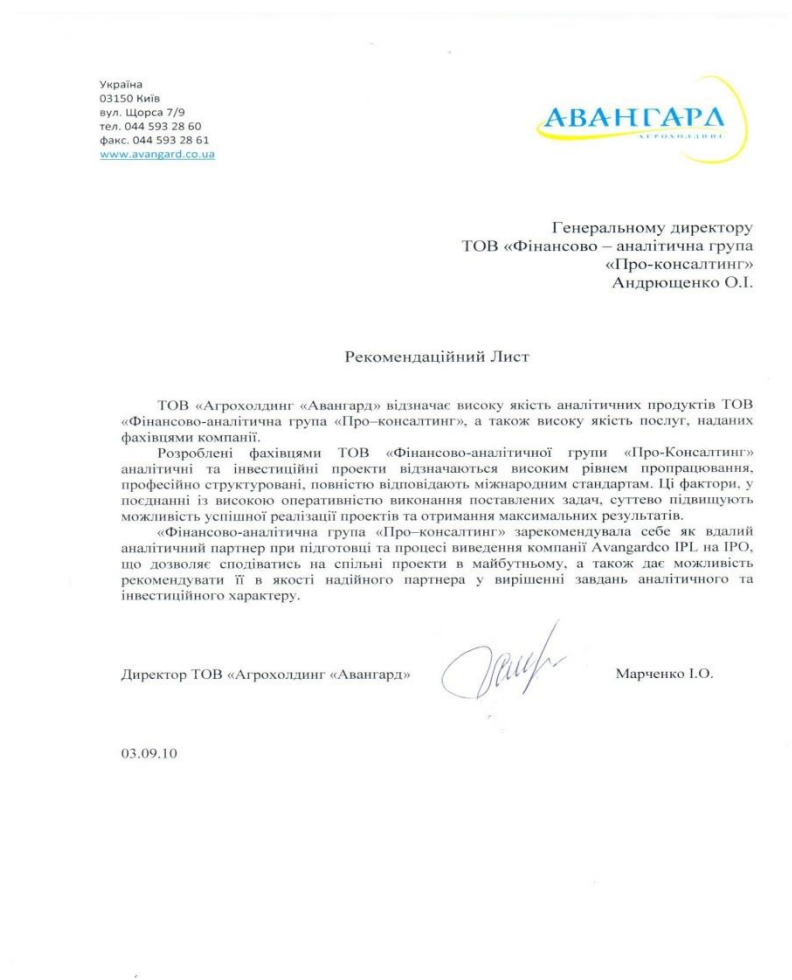 Україна
03150 Київ
вул. Щорса 7/9
тел. 044 593 28 60
факс. 044 593 28 61
www.avangard.co.ua
АВАНГАРД
АГРОХОЛДИНГ
Генеральному директору
ТОВ «Фінансово – аналітична група
«Про-консалтинг»
Андрющенко О.І.
Рекомендаційний Лист
ТОВ «Агрохолдинг «Авангард» відзначає високу якість аналітичних продуктів ТОВ
«Фінансово-аналітична група «Про–консалтинг», а також високу якість послуг, наданих
фахівцями компанії.
Розроблені фахівцями ТОВ «Фінансово-аналітичної групи «Про-Консалтинг»
аналітичні та інвестиційні проекти відзначаються високим рівнем пропрацювання,
професійно структуровані, повністю відповідають міжнародним стандартам. Ці фактори, у
поєднанні із високою оперативністю виконання поставлених задач, суттєво підвищують
можливість успішної реалізації проектів та отримання максимальних результатів.
«Фінансово-аналітична група «Про–консалтинг» зарекомендувала себе як вдалий
аналітичний партнер при підготовці та процесі виведення компанії Avangardco IPL на IPO,
що дозволяє сподіватись на спільні проекти в майбутньому, а також дає можливість
рекомендувати її в якості надійного партнера у вирішенні завдань аналітичного та
інвестиційного характеру.
Директор ТОВ «Агрохолдинг «Авангард» Марченко І.О.
03.09.10